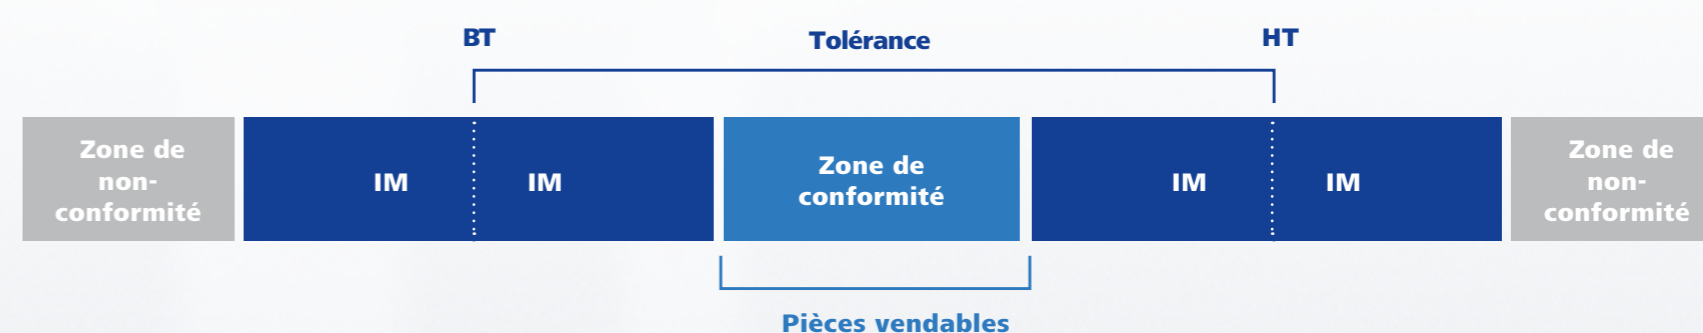 BT
Tolérance
HT
Zone de
non-
conformité
IM
IM
Zone de
conformité
IM
IM
Zone de
non-
conformité
Pièces vendables